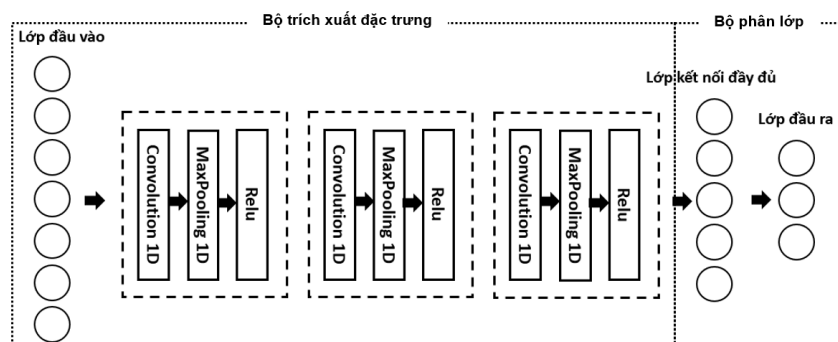 Bộ trích xuất đặc trưng
Bộ phân lớp
Lớp đầu vào
Lớp kết nối đầy đủ
Lớp đầu ra
Convolution 1D
MaxPooling 1D
Relu
Convolution 1D
MaxPooling 1D
Relu
Convolution 1D
MaxPooling 1D
Relu